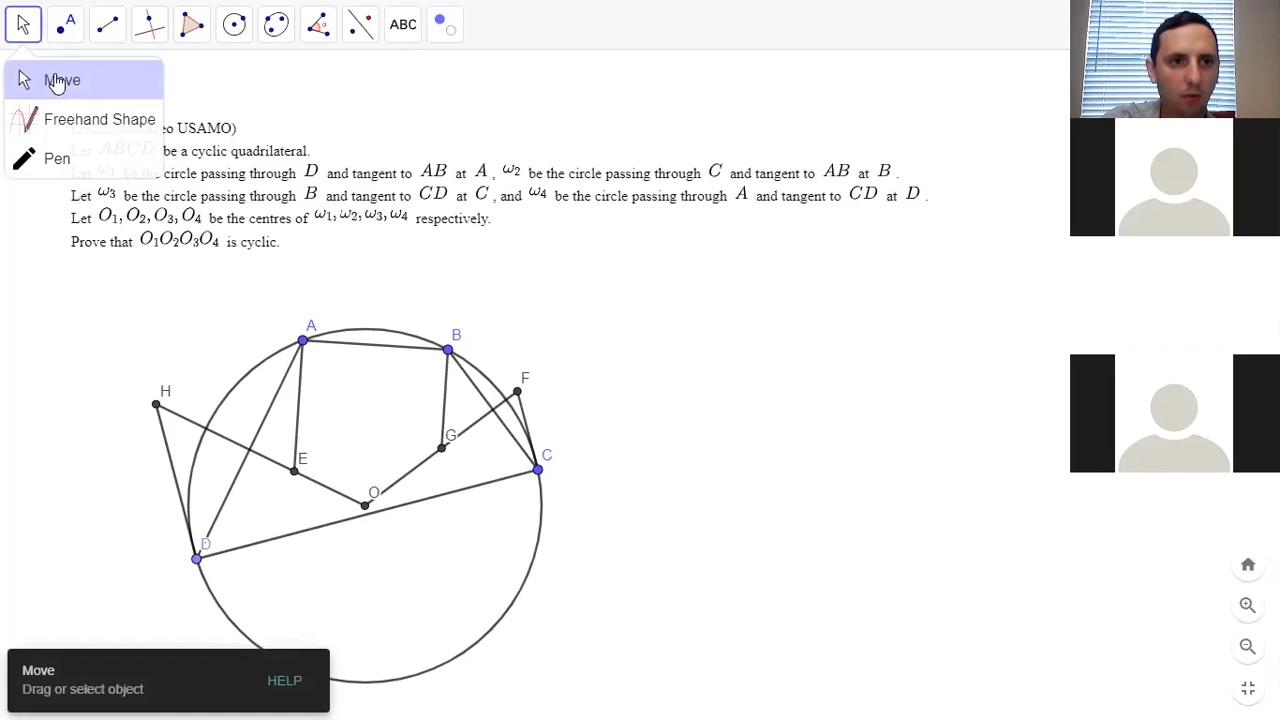 A
ABC
Move
Freehand Shape
Pen
eo USAMO)
be a cyclic quadrilateral.
be the circle passing through D and tangent to AB at A , ω₂ be the circle passing through C and tangent to AB at B .
Let ω₃ be the circle passing through B and tangent to CD at C , and ω₄ be the circle passing through A and tangent to CD at D .
Let O₁, O₂, O₃, O₄ be the centres of ω₁, ω₂, ω₃, ω₄ respectively.
Prove that O₁O₂O₃O₄ is cyclic.
A
B
F
H
G
E
C
O
D
Move
Drag or select object
HELP